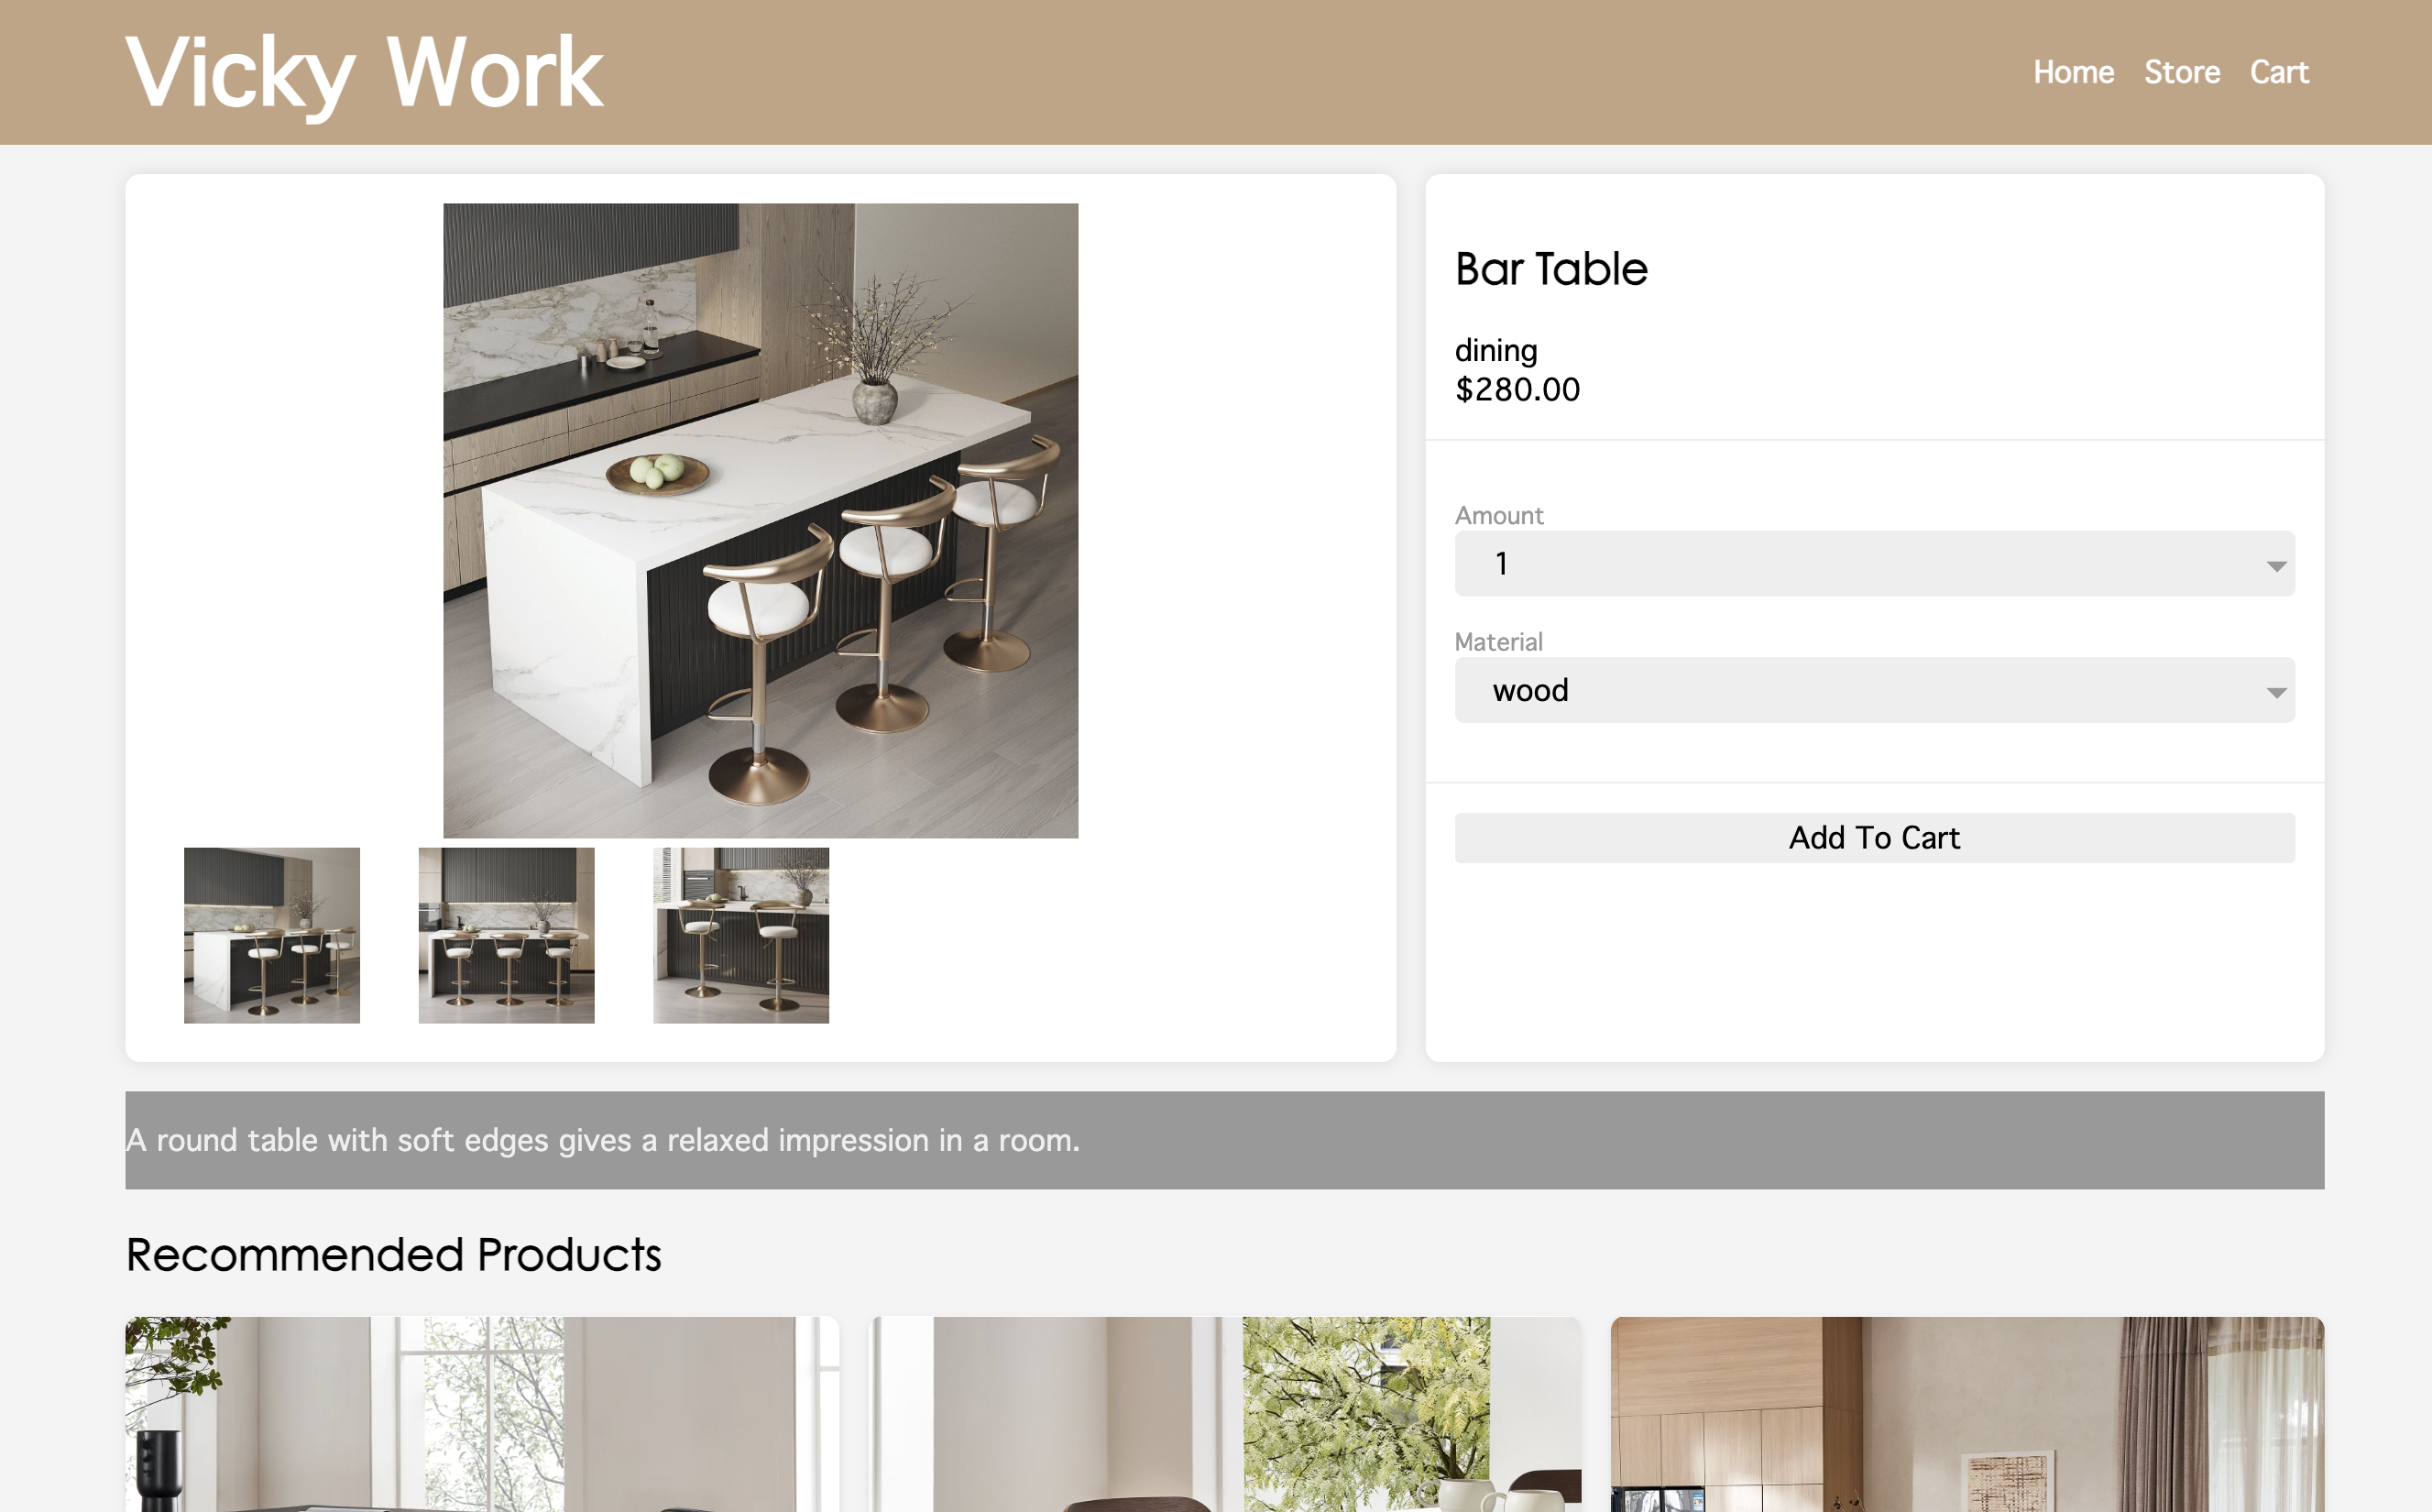 Vicky Work
Home Store Cart
Bar Table
dining
$280.00
Amount
1
Material
wood
Add To Cart
A round table with soft edges gives a relaxed impression in a room.
Recommended Products